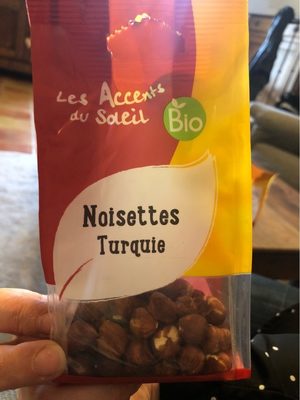 Les Accents
du Soleil
Bio
Noisettes
Turquie